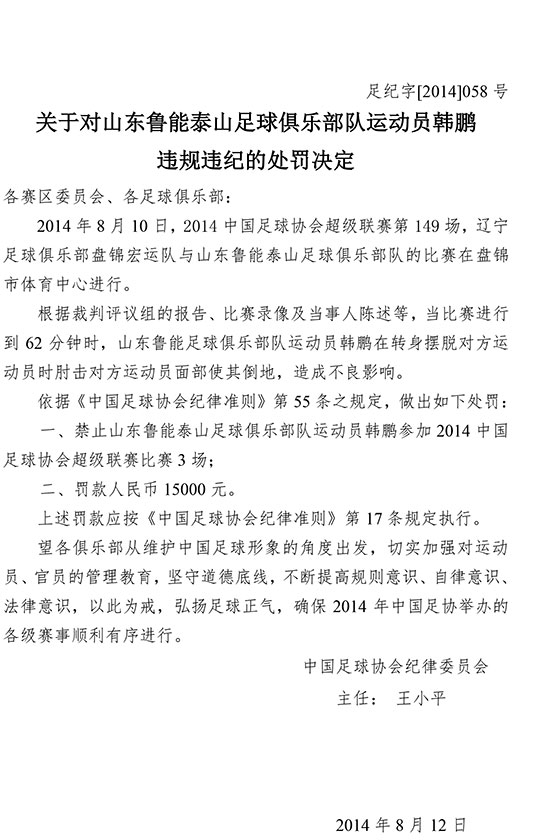 足纪字[2014]058 号
关于对山东鲁能泰山足球俱乐部队运动员韩鹏
违规违纪的处罚决定
各赛区委员会、各足球俱乐部：
2014 年 8 月 10 日，2014 中国足球协会超级联赛第 149 场，辽宁
足球俱乐部盘锦宏运队与山东鲁能泰山足球俱乐部队的比赛在盘锦
市体育中心进行。
根据裁判评议组的报告、比赛录像及当事人陈述等，当比赛进行
到 62 分钟时，山东鲁能足球俱乐部队运动员韩鹏在转身摆脱对方运
动员时肘击对方运动员面部使其倒地，造成不良影响。
依据《中国足球协会纪律准则》第 55 条之规定，做出如下处罚：
一、禁止山东鲁能泰山足球俱乐部队运动员韩鹏参加 2014 中国
足球协会超级联赛比赛 3 场；
二、罚款人民币 15000 元。
上述罚款应按《中国足球协会纪律准则》第 17 条规定执行。
望各俱乐部从维护中国足球形象的角度出发，切实加强对运动
员、官员的管理教育，坚守道德底线，不断提高规则意识、自律意识、
法律意识，以此为戒，弘扬足球正气，确保 2014 年中国足协举办的
各级赛事顺利有序进行。
中国足球协会纪律委员会
主任： 王小平
2014 年 8 月 12 日